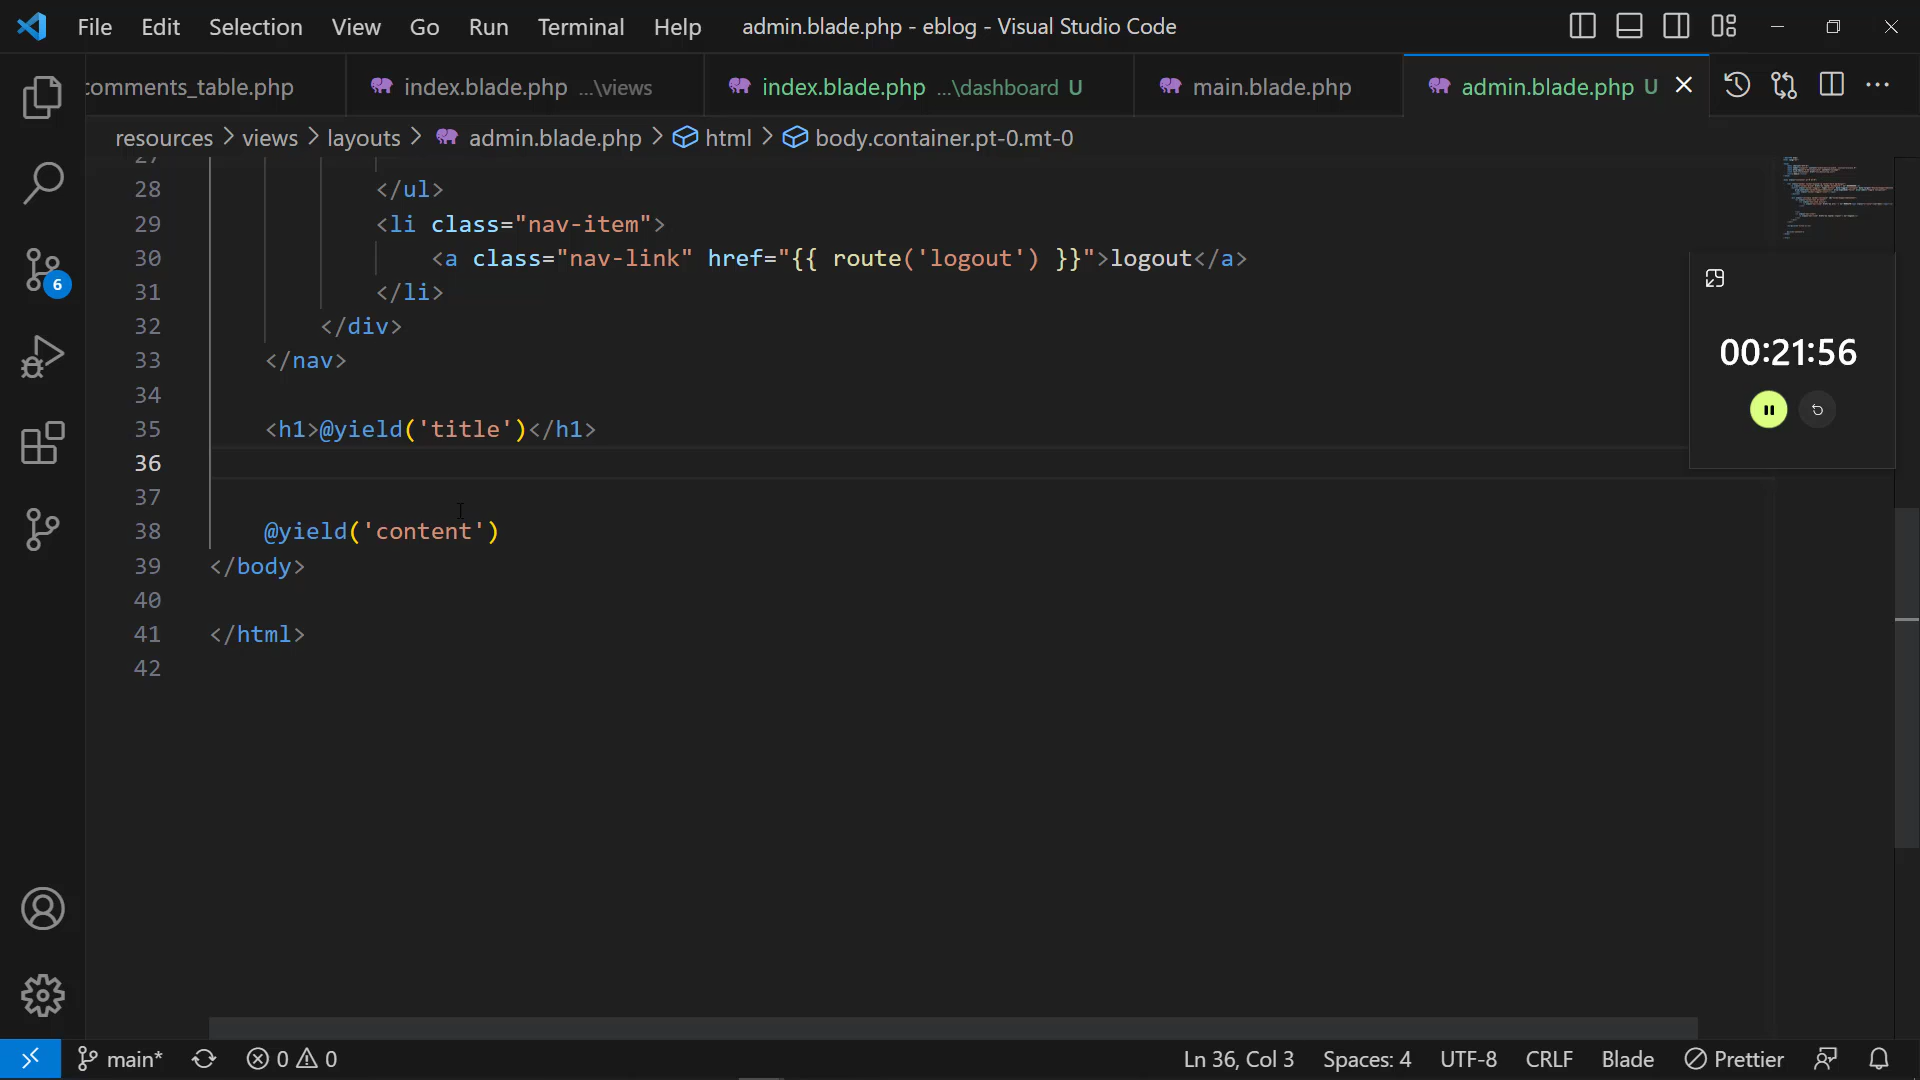 File Edit Selection View Go Run Terminal Help admin.blade.php - eblog - Visual Studio Code
comments_table.php index.blade.php ...\views index.blade.php ...\dashboard U main.blade.php admin.blade.php U
resources > views > layouts > admin.blade.php > html > body.container.pt-0.mt-0
27
28 </ul>
29 <li class="nav-item">
30 <a class="nav-link" href="{{ route('logout') }}">logout</a>
31 </li>
32 </div>
33 </nav>
34
35 <h1>@yield('title')</h1>
36
37
38 @yield('content')
39 </body>
40
41 </html>
42
00:21:56
6
main* 0 0 Ln 36, Col 3 Spaces: 4 UTF-8 CRLF Blade Prettier